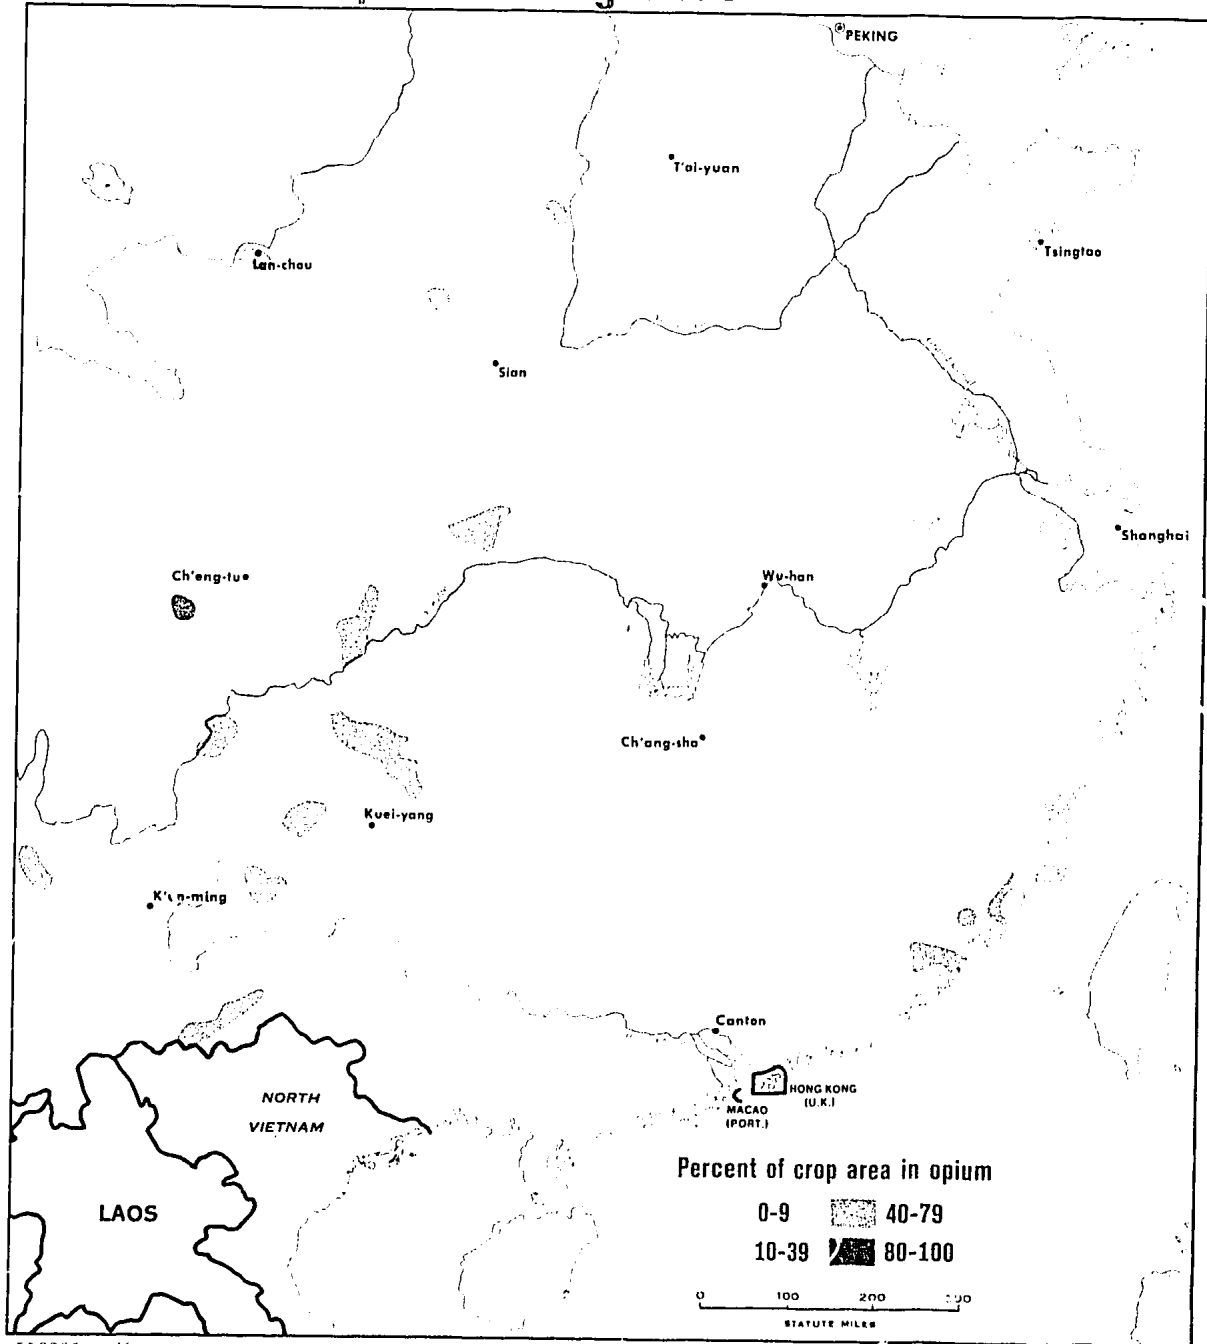 PEKING
T'ai-yuan
Tsingtao
Lan-chou
Sian
Shanghai
Ch'eng-tu
Wu-han
Ch'ang-sha
Kuei-yang
Canton
NORTH
VIETNAM
HONG KONG
(U.K.)
MACAO
(PORT.)
LAOS
Percent of crop area in opium
0-9 40-79
10-39 80-100
0 100 200
STATUTE MILES